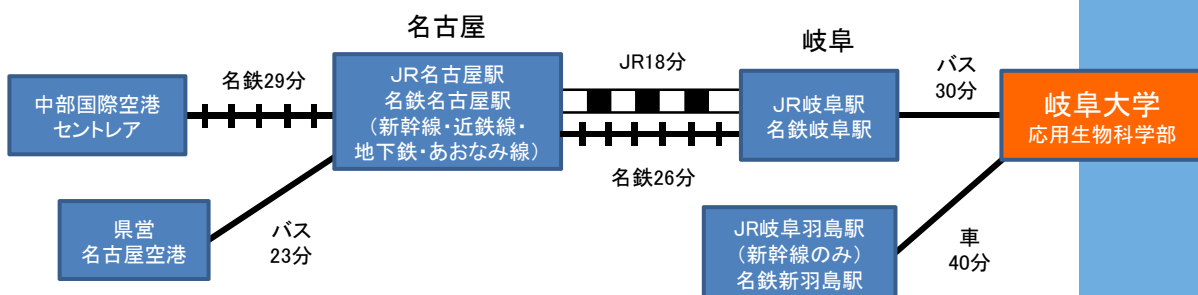 名古屋
岐阜
中部国際空港
セントレア
名鉄29分
JR名古屋駅
名鉄名古屋駅
(新幹線・近鉄線・
地下鉄・あおなみ線)
JR18分
名鉄26分
JR岐阜駅
名鉄岐阜駅
バス
30分
岐阜大学
応用生物科学部
県営
名古屋空港
バス
23分
JR岐阜羽島駅
(新幹線のみ)
名鉄新羽島駅
車
40分